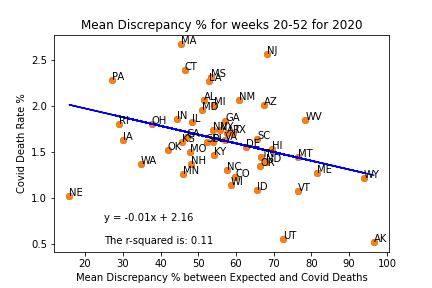 Mean Discrepancy % for weeks 20-52 for 2020
MA
NJ
CT
MS
LA
PA
AL
MI
NM
AZ
MD
IN
IL
GA
WV
RI
OH
TX
CA
VA
SC
KS
IA
DE
HI
OK
MO
KY
MT
ND
WA
NH
OR
MN
NC
ME
CO
WY
WI
ID
VT
NE
UT
AK
y = -0.01x + 2.16
The r-squared is: 0.11
Covid Death Rate %
2.5
2.0
1.5
1.0
0.5
20 30 40 50 60 70 80 90 100
Mean Discrepancy % between Expected and Covid Deaths